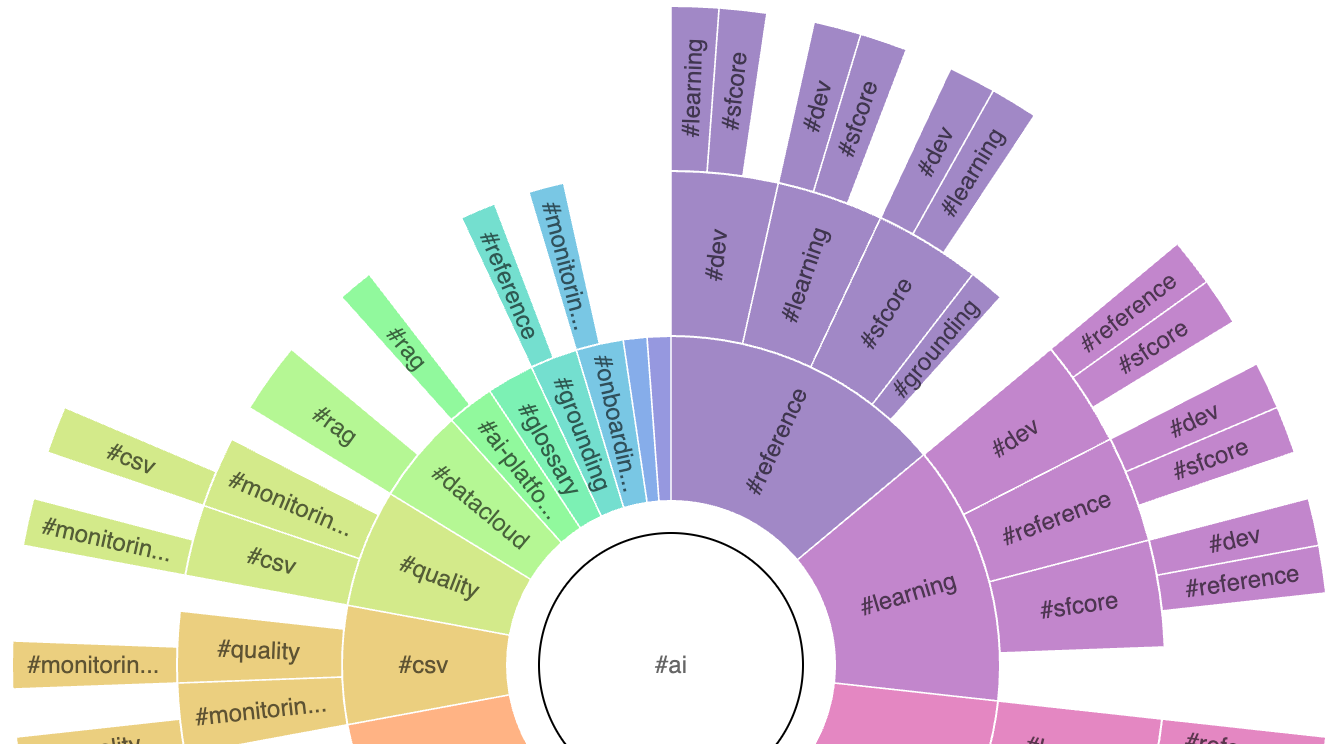 #learning
#sfcore
#dev
#sfcore
#dev
#learning
#dev
#learning
#sfcore
#grounding
#reference
#reference
#sfcore
#dev
#sfcore
#dev
#reference
#dev
#reference
#sfcore
#learning
#monitorin...
#reference
#rag
#rag
#csv
#monitorin...
#monitorin...
#csv
#onboardin...
#grounding
#glossary
#ai-platfo...
#datacloud
#quality
#monitorin...
#quality
#monitorin...
#csv
#ai